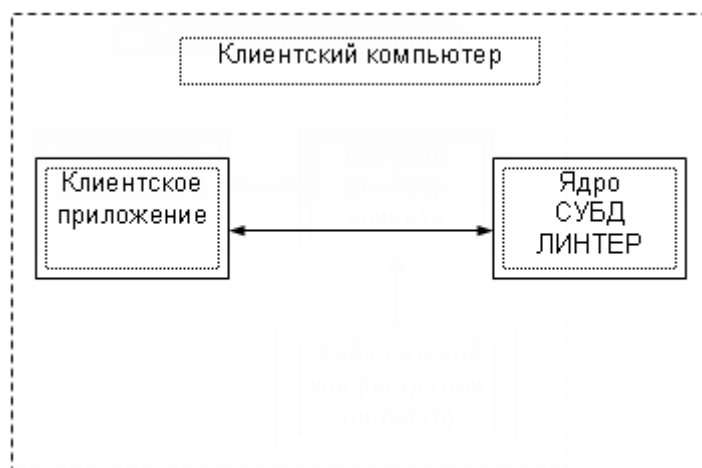 Клиентский компьютер
Клиентское
приложение
Ядро
СУБД
ЛИНТЕР